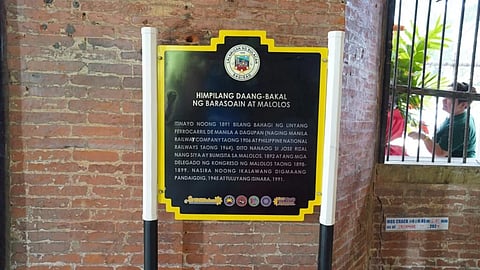 HIMPILANG DAANG-BAKAL
NG BARASOAIN AT MALOLOS
ITINAYO NOONG 1891 BILANG BAHAGI NG LINYANG
FERROCARRIL DE MANILA A DAGUPAN (NAGING MANILA
RAILWAY COMPANY TAONG 1906 AT PHILIPPINE NATIONAL
RAILWAYS TAONG 1964). DITO NANAOG SI JOSE RIZAL
NANG SIYA AY BUMISITA SA MALOLOS, 1892 AT ANG MGA
DELEGADO NG KONGRESO NG MALOLOS TAONG 1898-
1899. NASIRA NOONG IKALAWANG DIGMAANG
PANDAIGDIG, 1945 AT TULUYANG ISINARA, 1991.